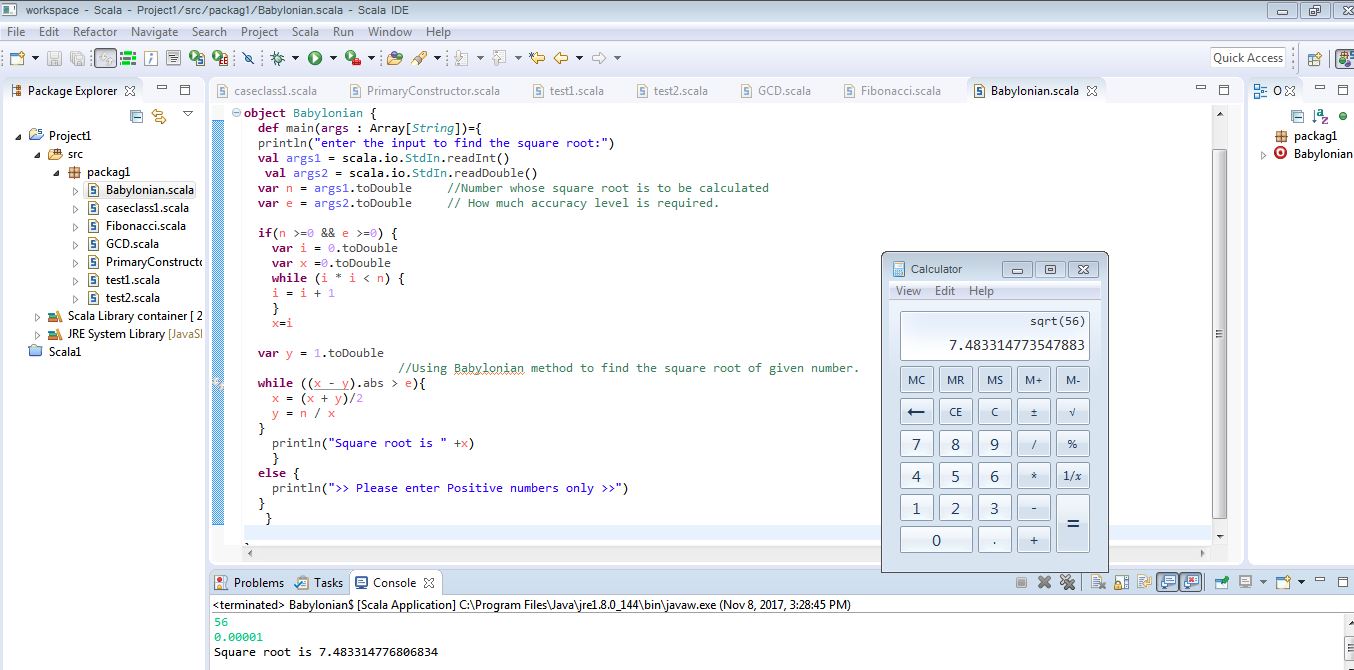 workspace - Scala - Project1/src/packag1/Babylonian.scala - Scala IDE
File Edit Refactor Navigate Search Project Scala Run Window Help
Quick Access
Package Explorer
Project1
src
packag1
Babylonian.scala
caseclass1.scala
Fibonacci.scala
GCD.scala
PrimaryConstructo
test1.scala
test2.scala
Scala Library container [ 2
JRE System Library [JavaSE
Scala1
caseclass1.scala PrimaryConstructor.scala test1.scala test2.scala GCD.scala Fibonacci.scala Babylonian.scala
object Babylonian {
def main(args : Array[String])={
println("enter the input to find the square root:")
val args1 = scala.io.StdIn.readInt()
val args2 = scala.io.StdIn.readDouble()
var n = args1.toDouble //Number whose square root is to be calculated
var e = args2.toDouble // How much accuracy level is required.
if(n >=0 && e >=0) {
var i = 0.toDouble
var x =0.toDouble
while (i * i < n) {
i = i + 1
}
x=i
var y = 1.toDouble
//Using Babylonian method to find the square root of given number.
while ((x - y).abs > e){
x = (x + y)/2
y = n / x
}
println("Square root is " +x)
}
else {
println(">> Please enter Positive numbers only >>")
}
}
O
packag1
Babylonian
Calculator
View Edit Help
sqrt(56)
7.483314773547883
MC MR MS M+ M-
← CE C ± √
7 8 9 / %
4 5 6 * 1/x
1 2 3 - =
0 . +
Problems Tasks Console
<terminated> Babylonian$ [Scala Application] C:\Program Files\Java\jre1.8.0_144\bin\javaw.exe (Nov 8, 2017, 3:28:45 PM)
56
0.00001
Square root is 7.483314776806834